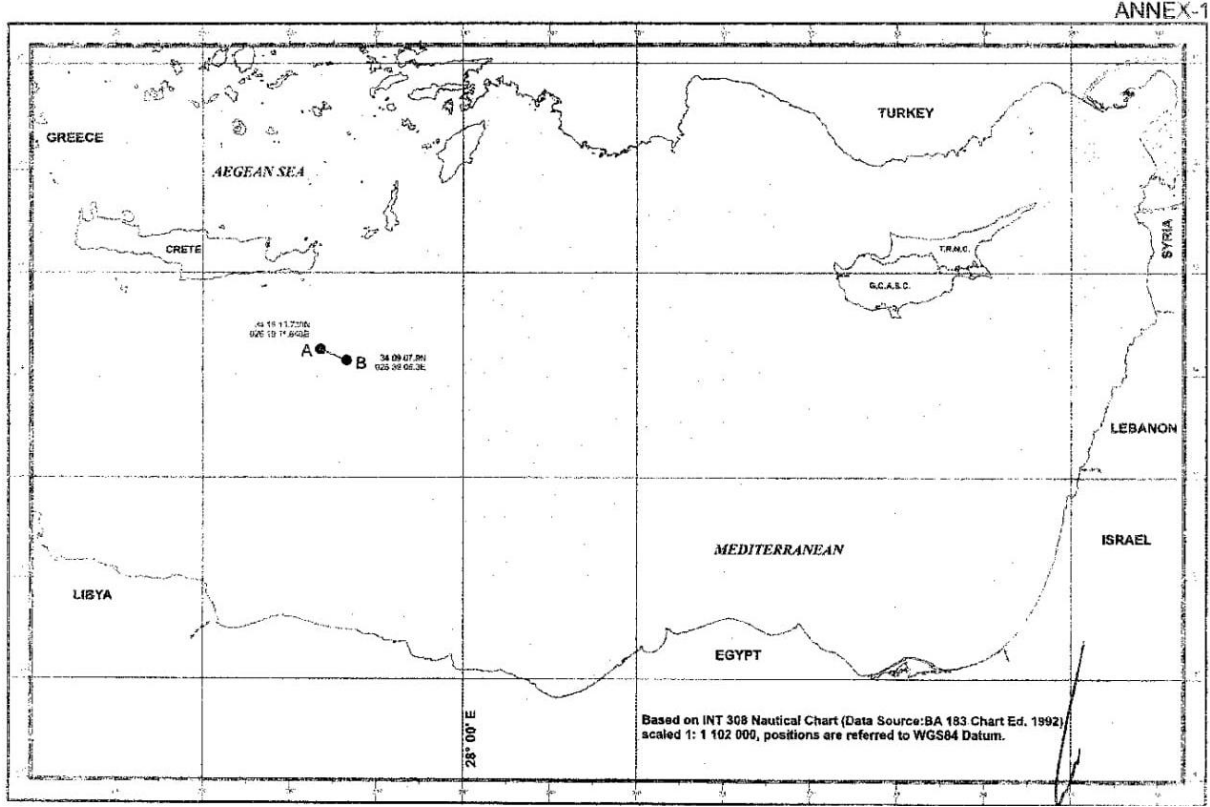 ANNEX-1
TURKEY
GREECE
AEGEAN SEA
CRETE
T.R.N.C.
G.C.A.S.C.
SYRIA
A
B
34 09 07.9N
LEBANON
MEDITERRANEAN
ISRAEL
LIBYA
EGYPT
28° 00' E
Based on INT 308 Nautical Chart (Data Source:BA 183 Chart Ed. 1992)
scaled 1: 1 102 000, positions are referred to WGS84 Datum.